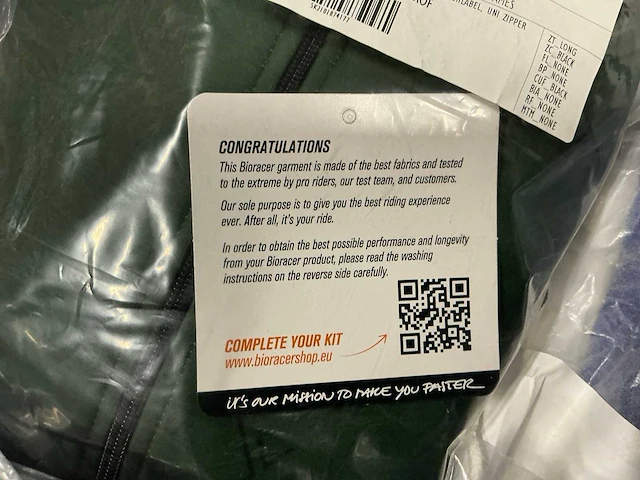 UNI ZIPPER
ZT_LONG
ZC_BLACK
FL_NONE
BP_NONE
CUF_BLACK
BIA_NONE
RE_NONE
MTM_NONE
CONGRATULATIONS
This Bioracer garment is made of the best fabrics and tested
to the extreme by pro riders, our test team, and customers.
Our sole purpose is to give you the best riding experience
ever. After all, it's your ride.
In order to obtain the best possible performance and longevity
from your Bioracer product, please read the washing
instructions on the reverse side carefully.
COMPLETE YOUR KIT
www.bioracershop.eu
it's OUR MISSION TO MAKE YOU FASTER